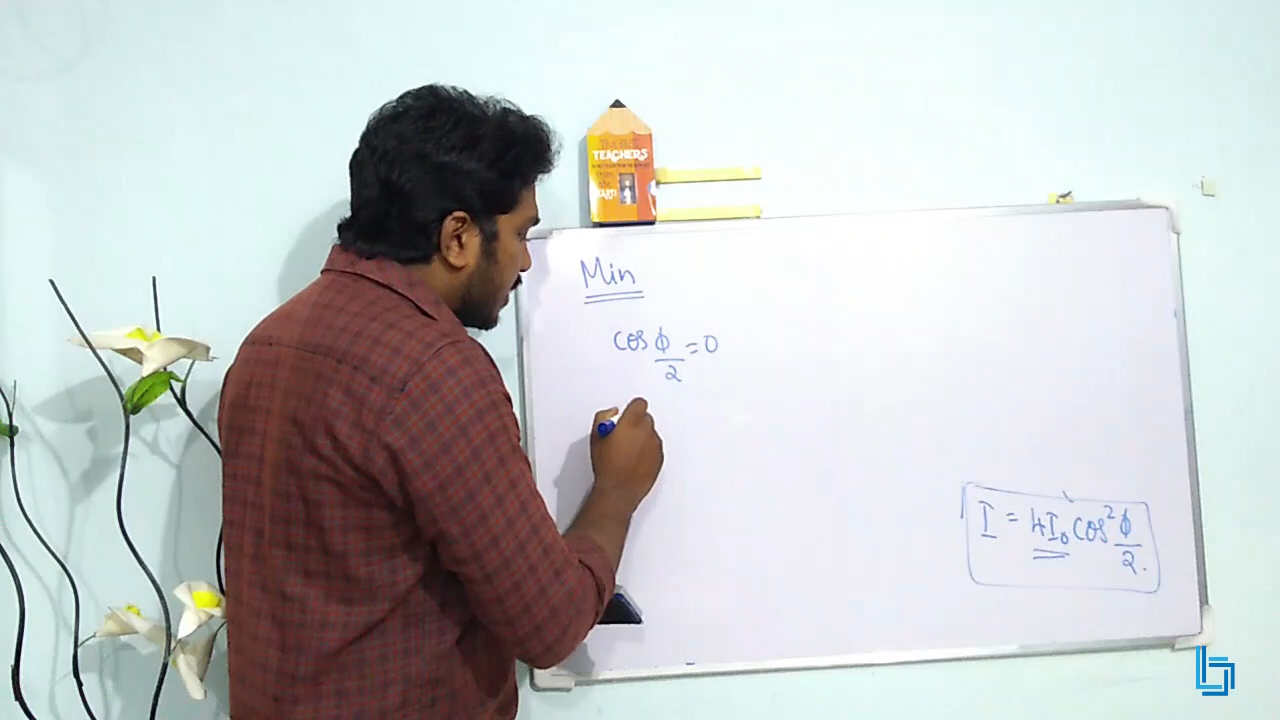 TEACHERS
Min
cos ϕ/2 = 0
I = 4I₀ cos² ϕ/2.